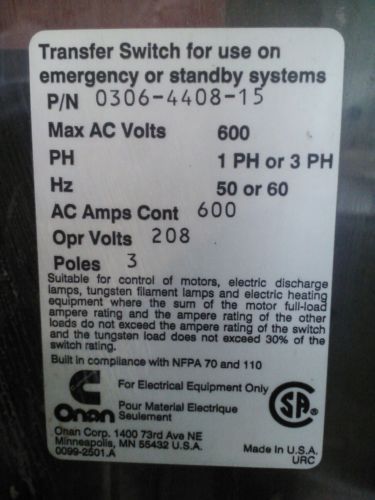 Transfer Switch for use on
emergency or standby systems
P/N 0306-4408-15
Max AC Volts 600
PH 1 PH or 3 PH
Hz 50 or 60
AC Amps Cont 600
Opr Volts 208
Poles 3
Suitable for control of motors, electric discharge
lamps, tungsten filament lamps and electric heating
equipment where the sum of the motor full-load
ampere rating and the ampere rating of the other
loads do not exceed the ampere rating of the switch
and the tungsten load does not exceed 30% of the
switch rating.
Built in compliance with NFPA 70 and 110
For Electrical Equipment Only
Onan
Pour Material Electrique
Seulement
SA
Onan Corp. 1400 73rd Ave NE
Minneapolis, MN 55432 U.S.A.
0099-2501.A
Made in U.S.A.
URC